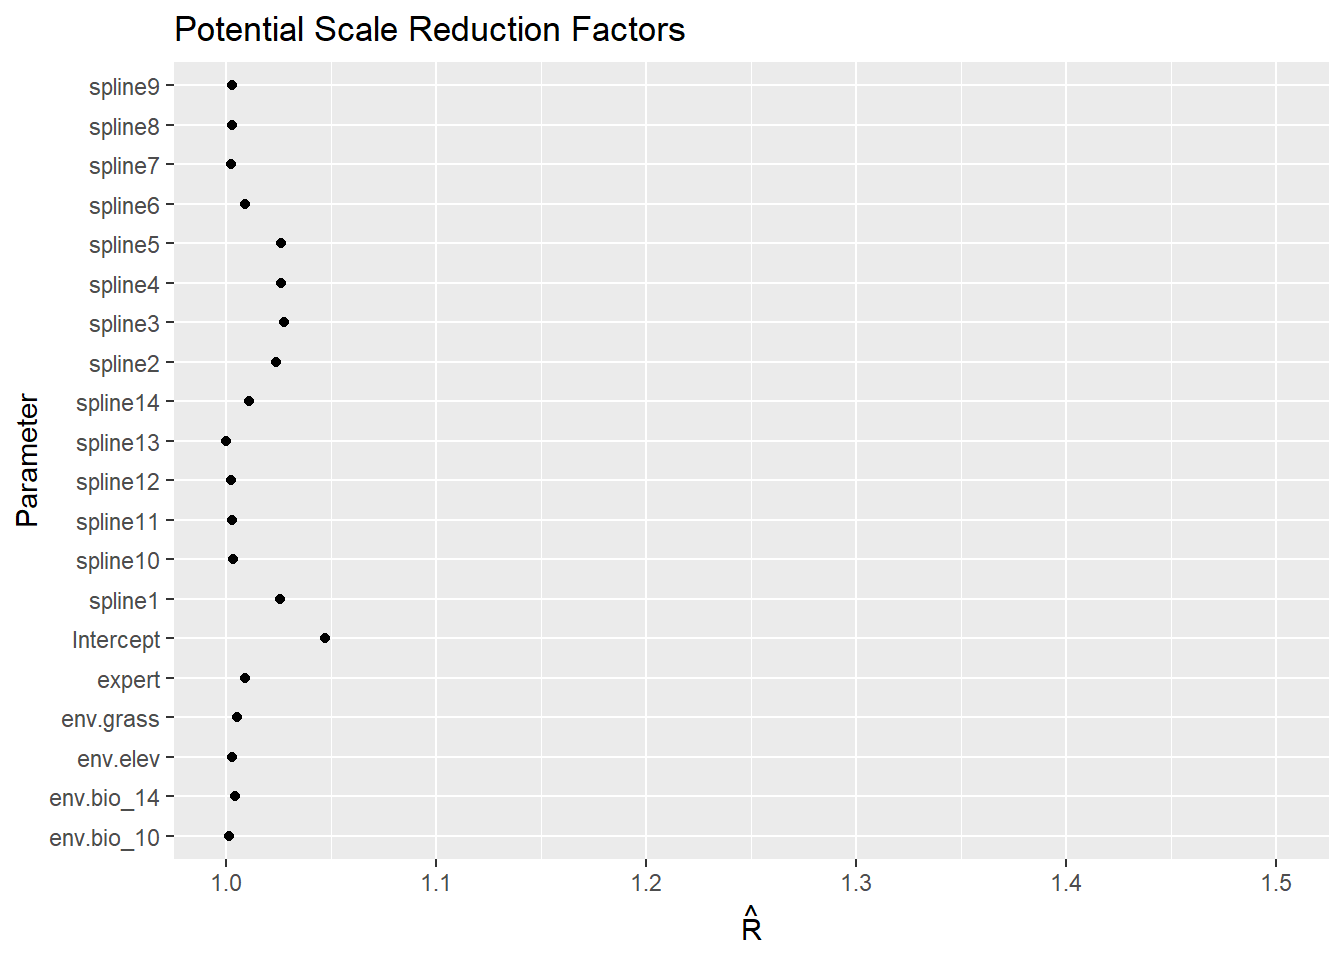 Potential Scale Reduction Factors
spline9
spline8
spline7
spline6
spline5
spline4
spline3
spline2
spline14
spline13
spline12
spline11
spline10
spline1
Intercept
expert
env.grass
env.elev
env.bio_14
env.bio_10
Parameter
1.0 1.1 1.2 1.3 1.4 1.5
R̂